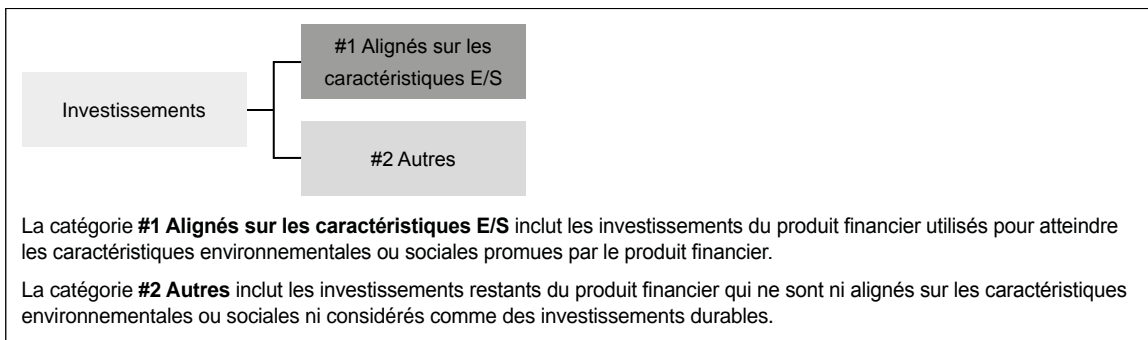 #1 Alignés sur les
caractéristiques E/S
Investissements
#2 Autres
La catégorie #1 Alignés sur les caractéristiques E/S inclut les investissements du produit financier utilisés pour atteindre
les caractéristiques environnementales ou sociales promues par le produit financier.
La catégorie #2 Autres inclut les investissements restants du produit financier qui ne sont ni alignés sur les caractéristiques
environnementales ou sociales ni considérés comme des investissements durables.